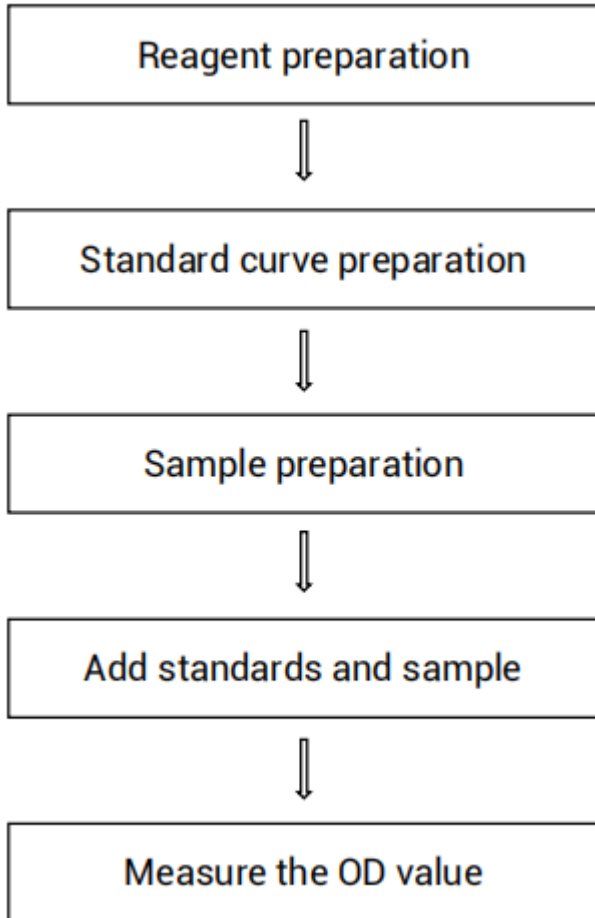 Reagent preparation
Standard curve preparation
Sample preparation
Add standards and sample
Measure the OD value